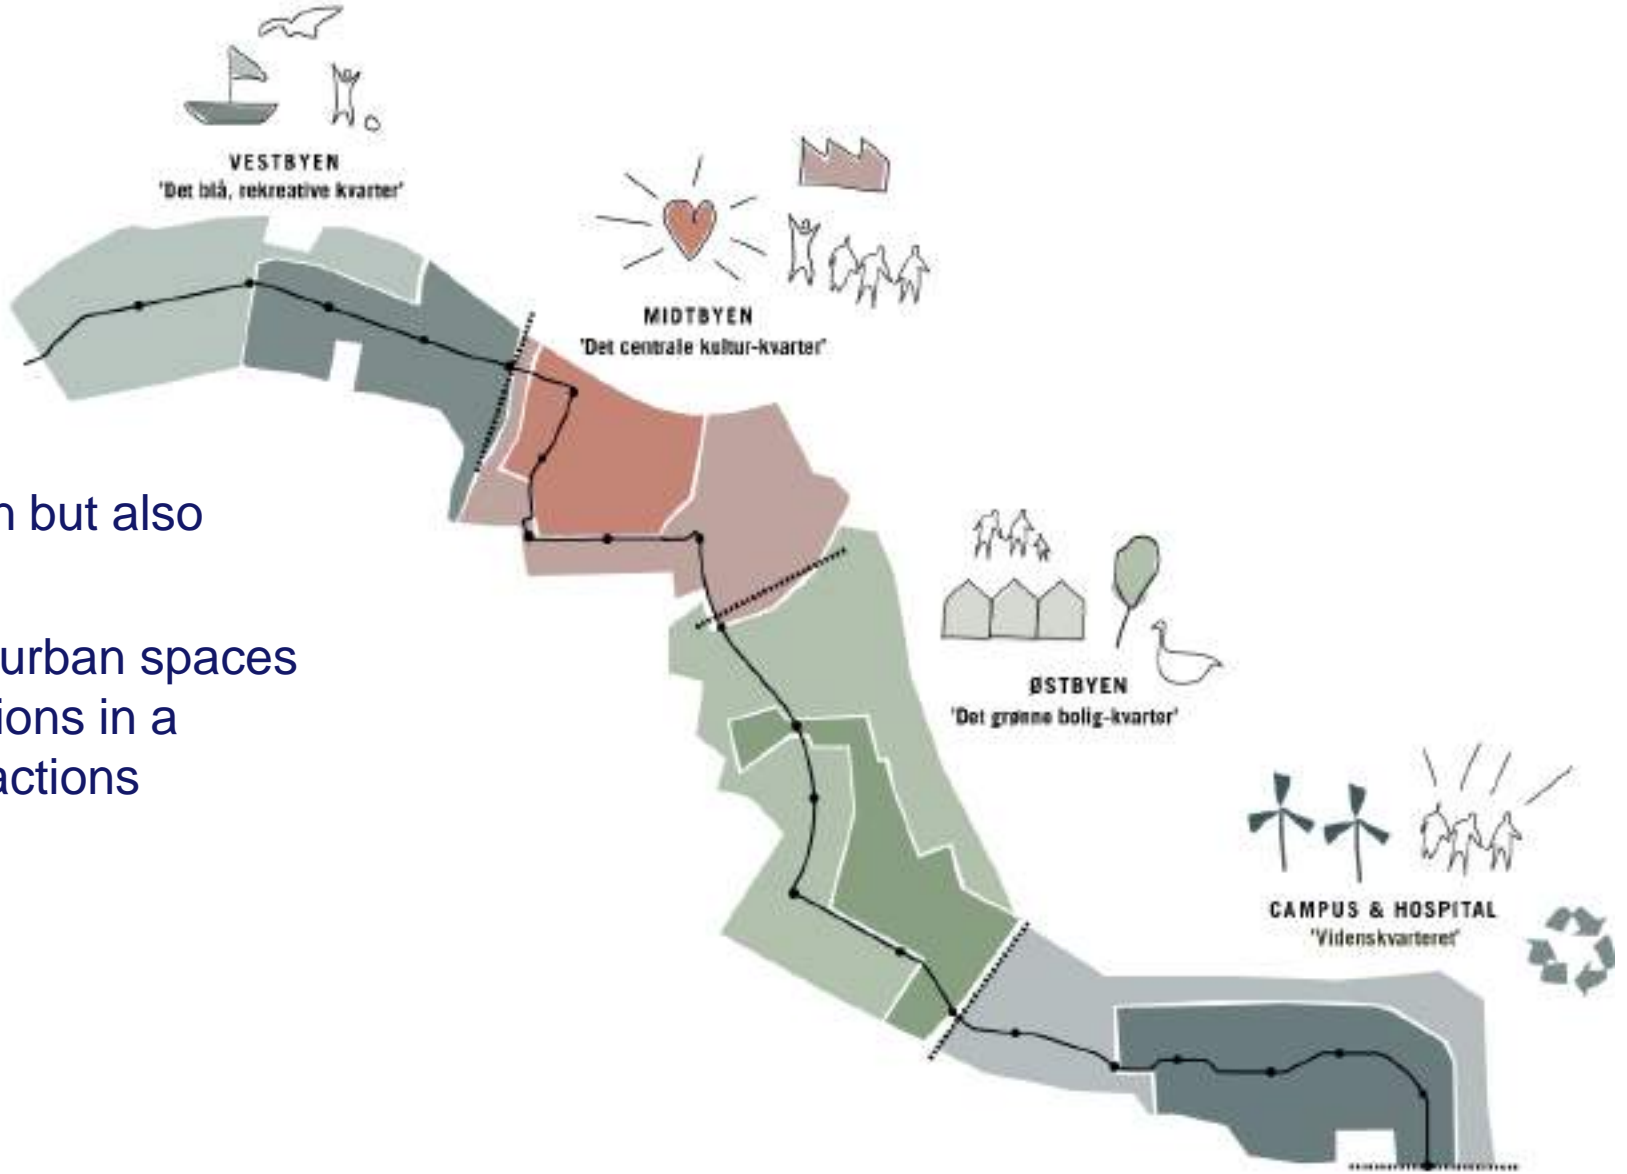 VESTBYEN
'Det blå, rekreative kvarter'
MIDTBYEN
'Det centrale kultur-kvarter'
n but also
urban spaces
ions in a
actions
ØSTBYEN
'Det grønne bolig-kvarter'
CAMPUS & HOSPITAL
'Videnskvarteret'